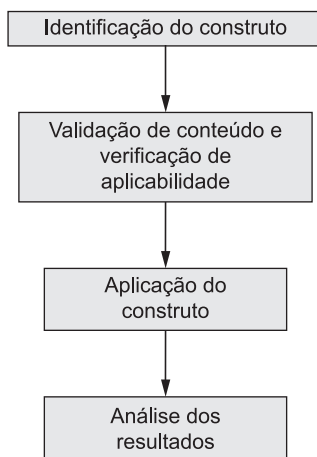 Identificação do construto
Validação de conteúdo e
verificação de
aplicabilidade
Aplicação do
construto
Análise dos
resultados